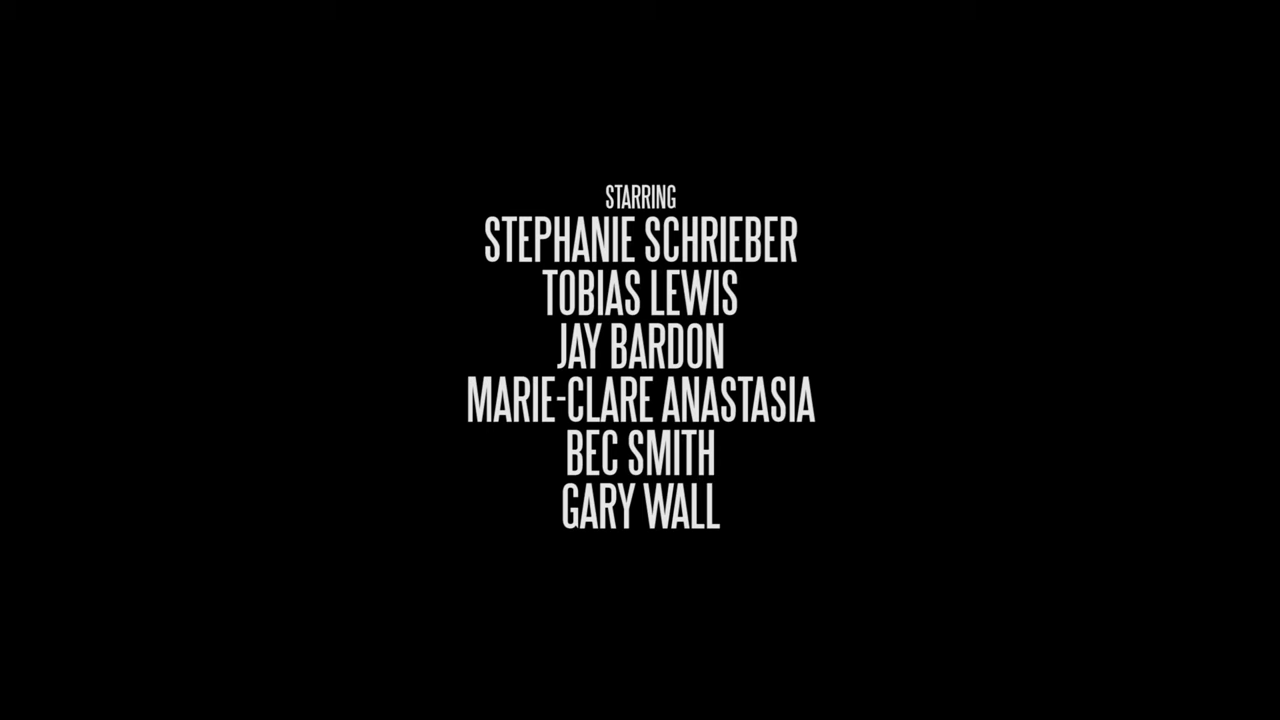 STARRING
STEPHANIE SCHRIEBER
TOBIAS LEWIS
JAY BARDON
MARIE-CLARE ANASTASIA
BEC SMITH
GARY WALL